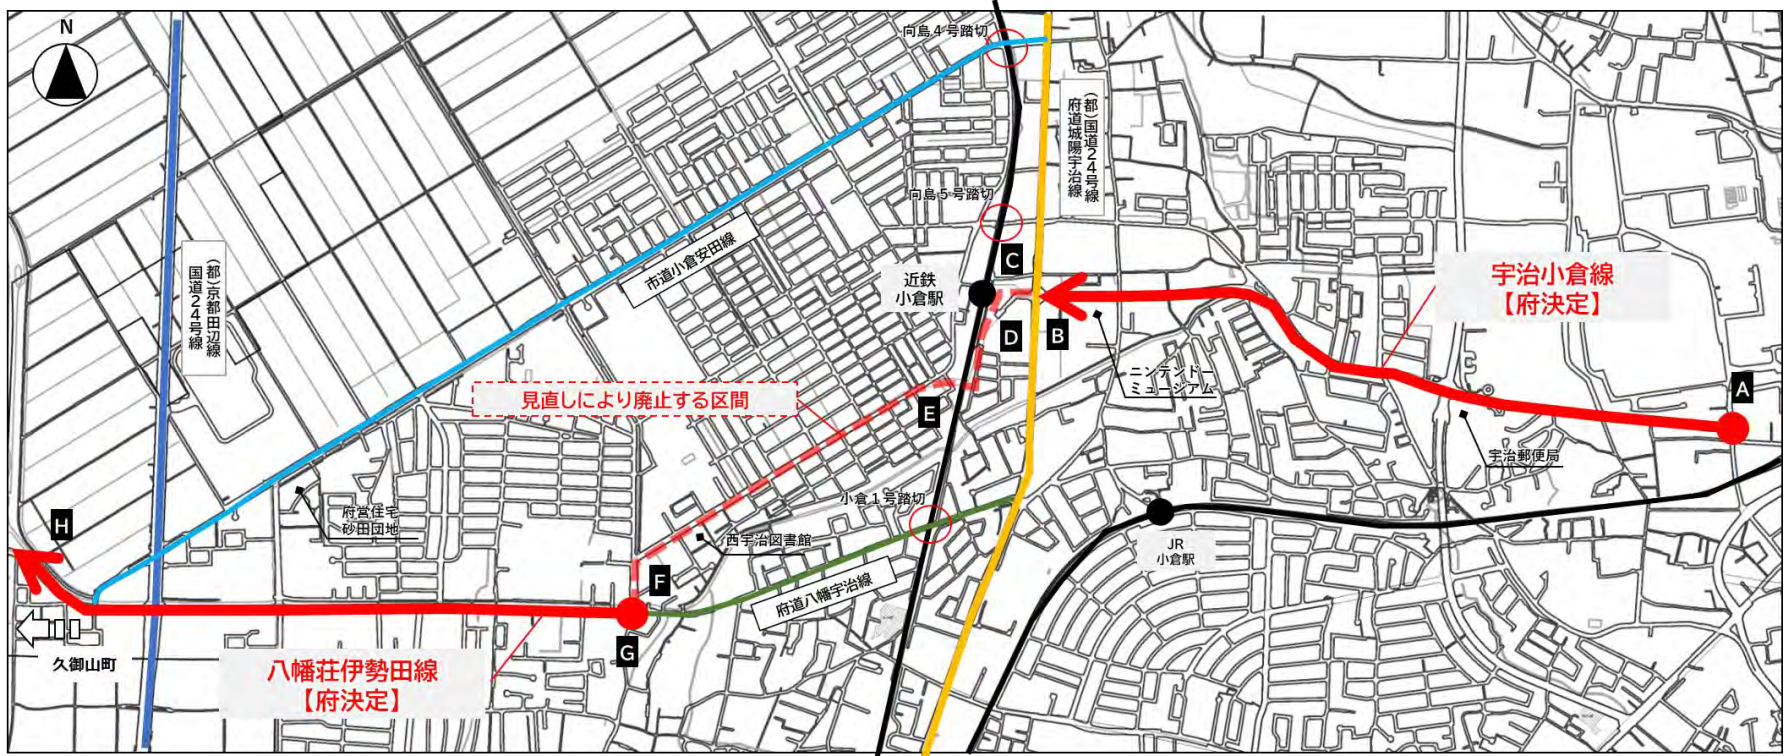 N
向島４号踏切
(都)国道２４号線
府道城陽宇治線
向島５号踏切
市道小倉安田線
(都)京都田辺線
国道２４号線
C
近鉄
小倉駅
宇治小倉線
【府決定】
D
B
ニンテンドー
ミュージアム
A
見直しにより廃止する区間
E
宇治郵便局
小倉１号踏切
府営住宅
砂田団地
H
西宇治図書館
JR
小倉駅
F
府道八幡宇治線
G
久御山町
八幡荘伊勢田線
【府決定】